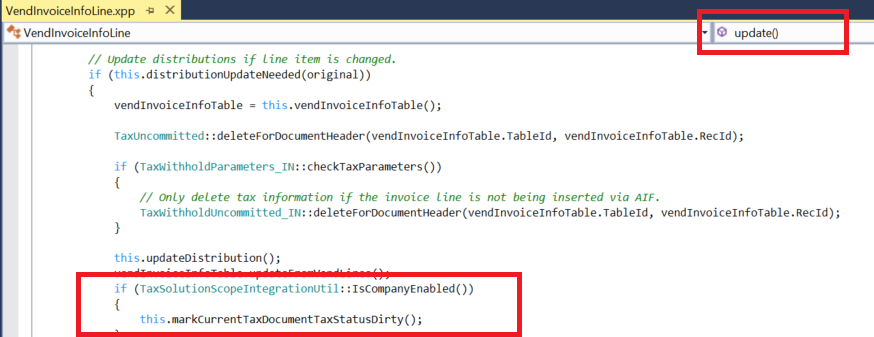 VendInvoiceInfoLine.xpp
VendInvoiceInfoLine update()
// Update distributions if line item is changed.
if (this.distributionUpdateNeeded(original))
{
vendInvoiceInfoTable = this.vendInvoiceInfoTable();
TaxUncommitted::deleteForDocumentHeader(vendInvoiceInfoTable.TableId, vendInvoiceInfoTable.RecId);
if (TaxWithholdParameters_IN::checkTaxParameters())
{
// Only delete tax information if the invoice line is not being inserted via AIF.
TaxWithholdUncommitted_IN::deleteForDocumentHeader(vendInvoiceInfoTable.TableId, vendInvoiceInfoTable.RecId);
}
this.updateDistribution();
vendInvoiceInfoTable.updateFromVendLines();
if (TaxSolutionScopeIntegrationUtil::IsCompanyEnabled())
{
this.markCurrentTaxDocumentTaxStatusDirty();
}